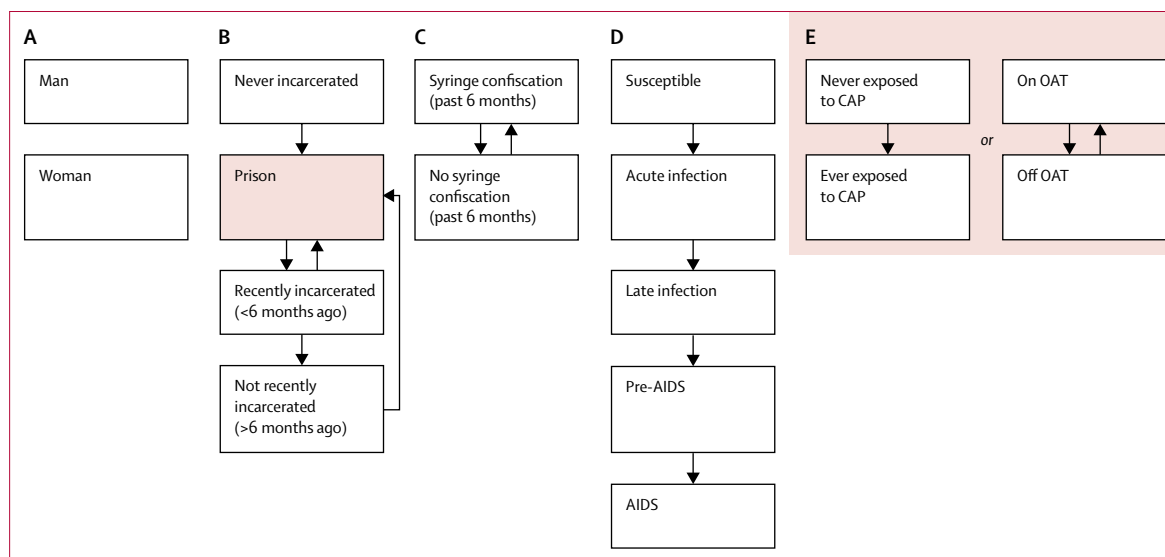 A
Man
Woman
B
Never incarcerated
Prison
Recently incarcerated
(<6 months ago)
Not recently
incarcerated
(>6 months ago)
C
Syringe confiscation
(past 6 months)
No syringe
confiscation
(past 6 months)
D
Susceptible
Acute infection
Late infection
Pre-AIDS
AIDS
E
Never exposed
to CAP
Ever exposed
to CAP
or
On OAT
Off OAT